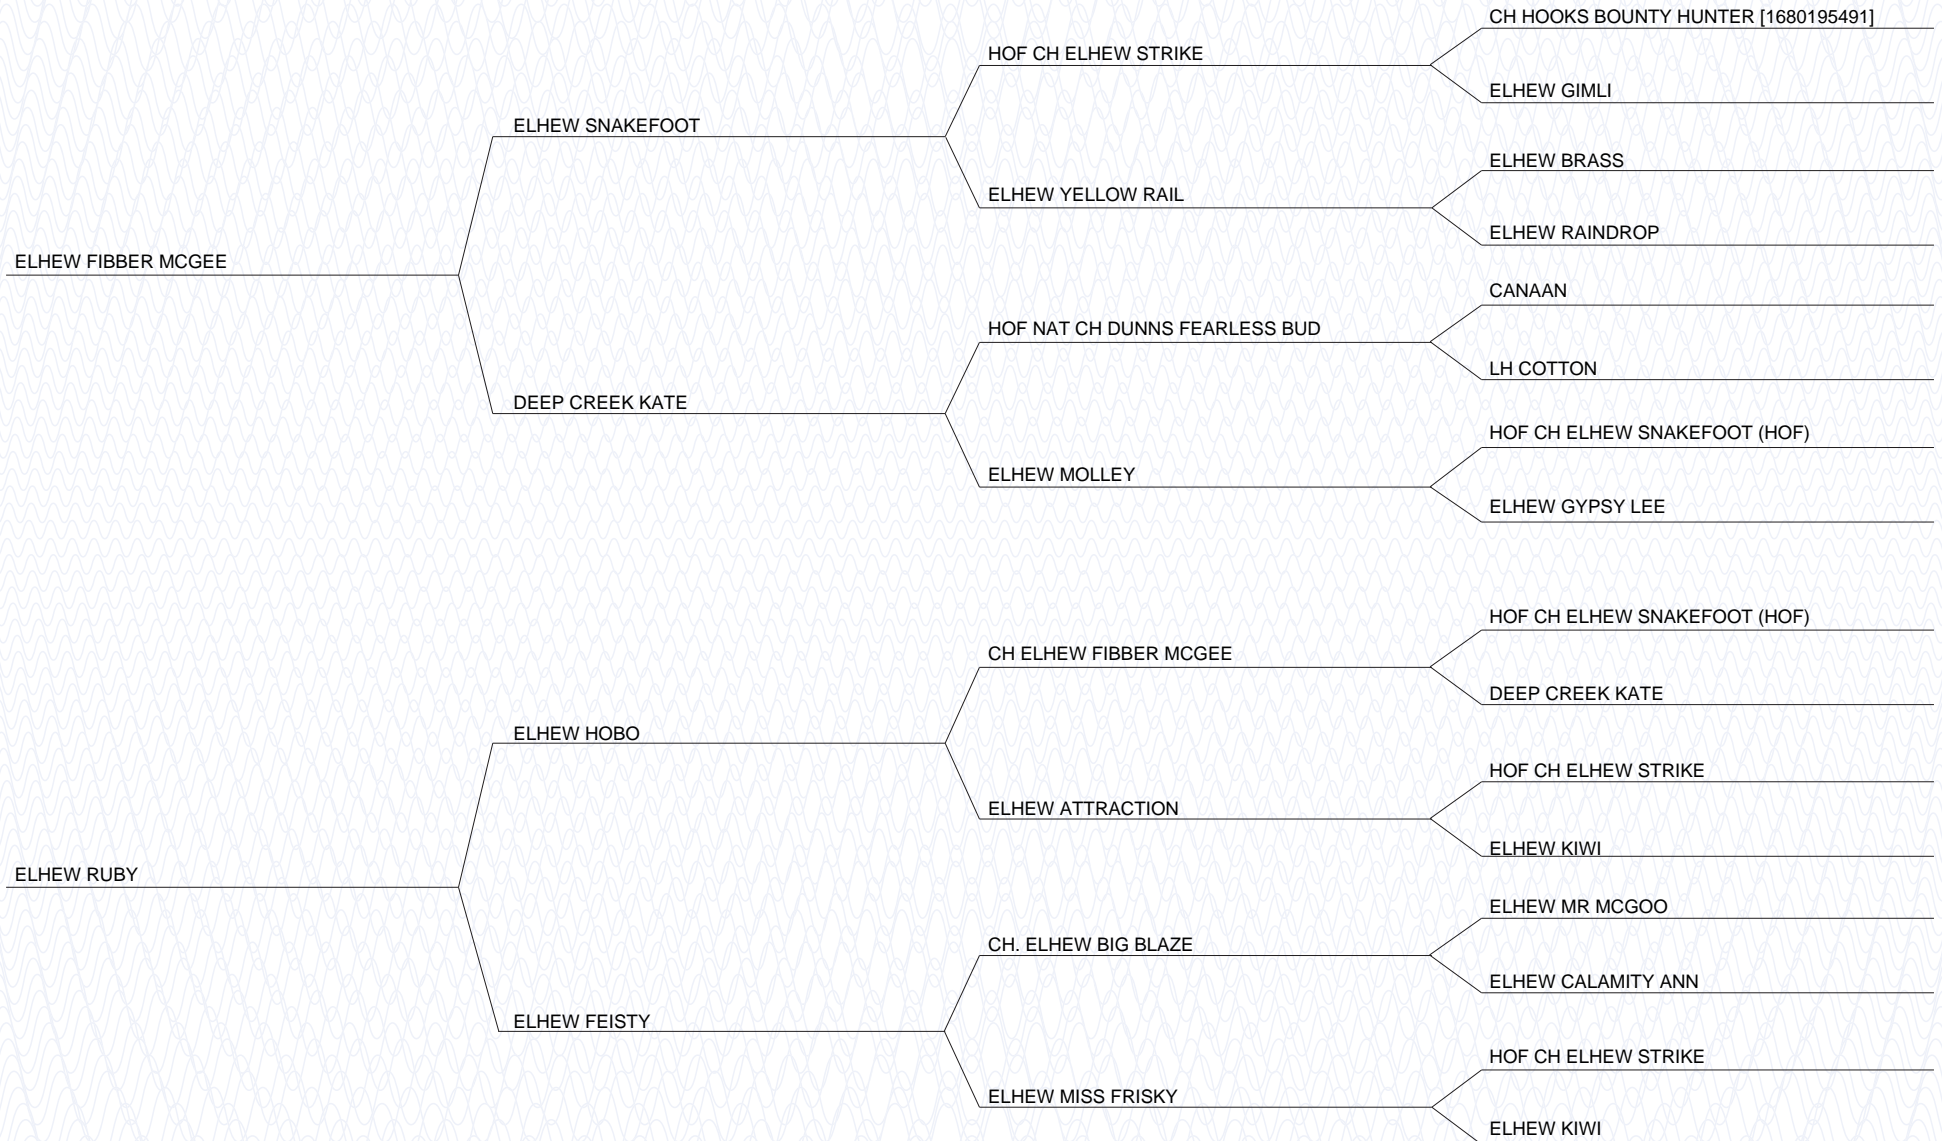 CH HOOKS BOUNTY HUNTER [1680195491]
HOF CH ELHEW STRIKE
ELHEW GIMLI
ELHEW SNAKEFOOT
ELHEW BRASS
ELHEW YELLOW RAIL
ELHEW RAINDROP
ELHEW FIBBER MCGEE
CANAAN
HOF NAT CH DUNNS FEARLESS BUD
LH COTTON
DEEP CREEK KATE
HOF CH ELHEW SNAKEFOOT (HOF)
ELHEW MOLLEY
ELHEW GYPSY LEE
HOF CH ELHEW SNAKEFOOT (HOF)
CH ELHEW FIBBER MCGEE
DEEP CREEK KATE
ELHEW HOBO
HOF CH ELHEW STRIKE
ELHEW ATTRACTION
ELHEW KIWI
ELHEW RUBY
ELHEW MR MCGOO
CH. ELHEW BIG BLAZE
ELHEW CALAMITY ANN
ELHEW FEISTY
HOF CH ELHEW STRIKE
ELHEW MISS FRISKY
ELHEW KIWI